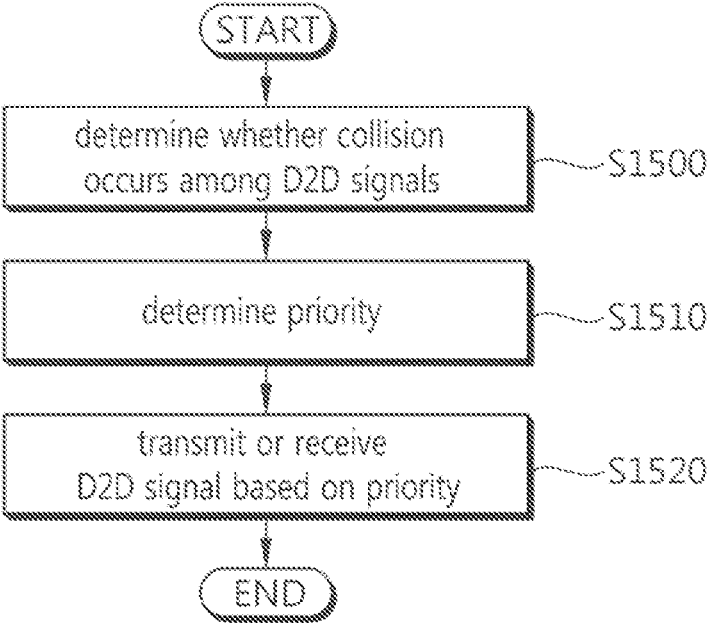 START
determine whether collision
occurs among D2D signals
S1500
determine priority
S1510
transmit or receive
D2D signal based on priority
S1520
END